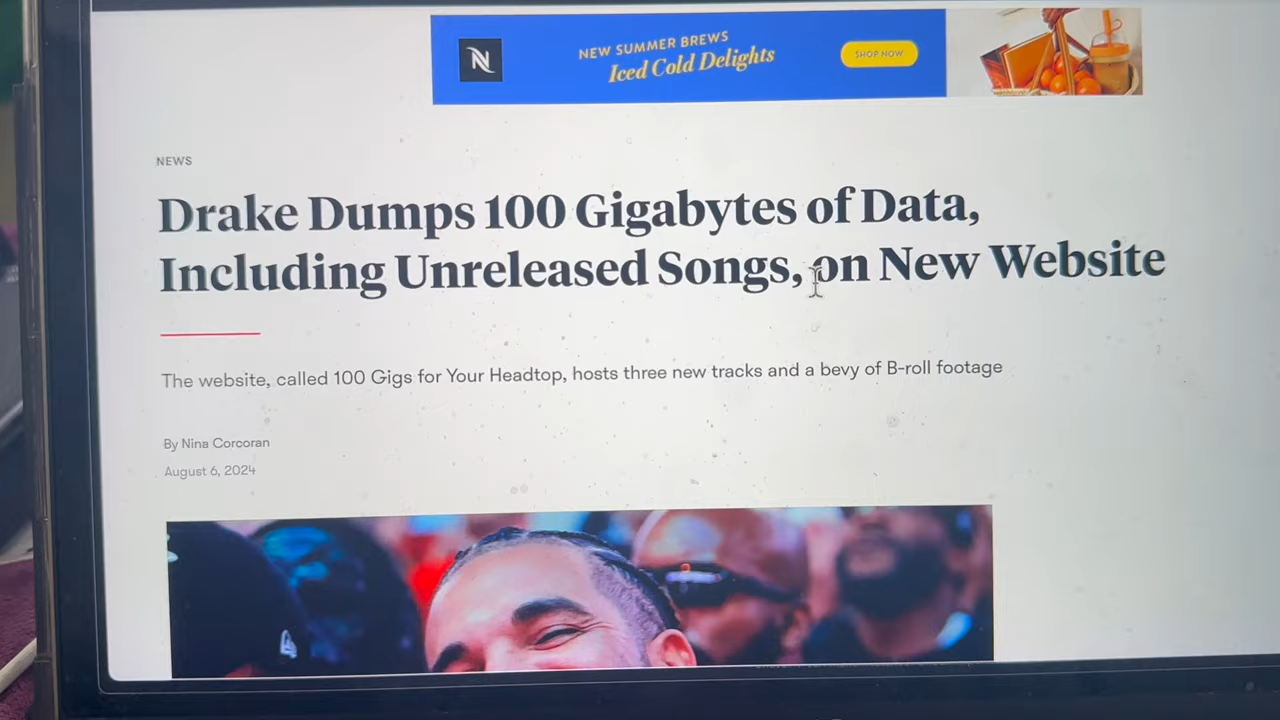 NEW SUMMER BREWS
Iced Cold Delights
SHOP NOW
NEWS
Drake Dumps 100 Gigabytes of Data,
Including Unreleased Songs, on New Website
The website, called 100 Gigs for Your Headtop, hosts three new tracks and a bevy of B-roll footage
By Nina Corcoran
August 6, 2024